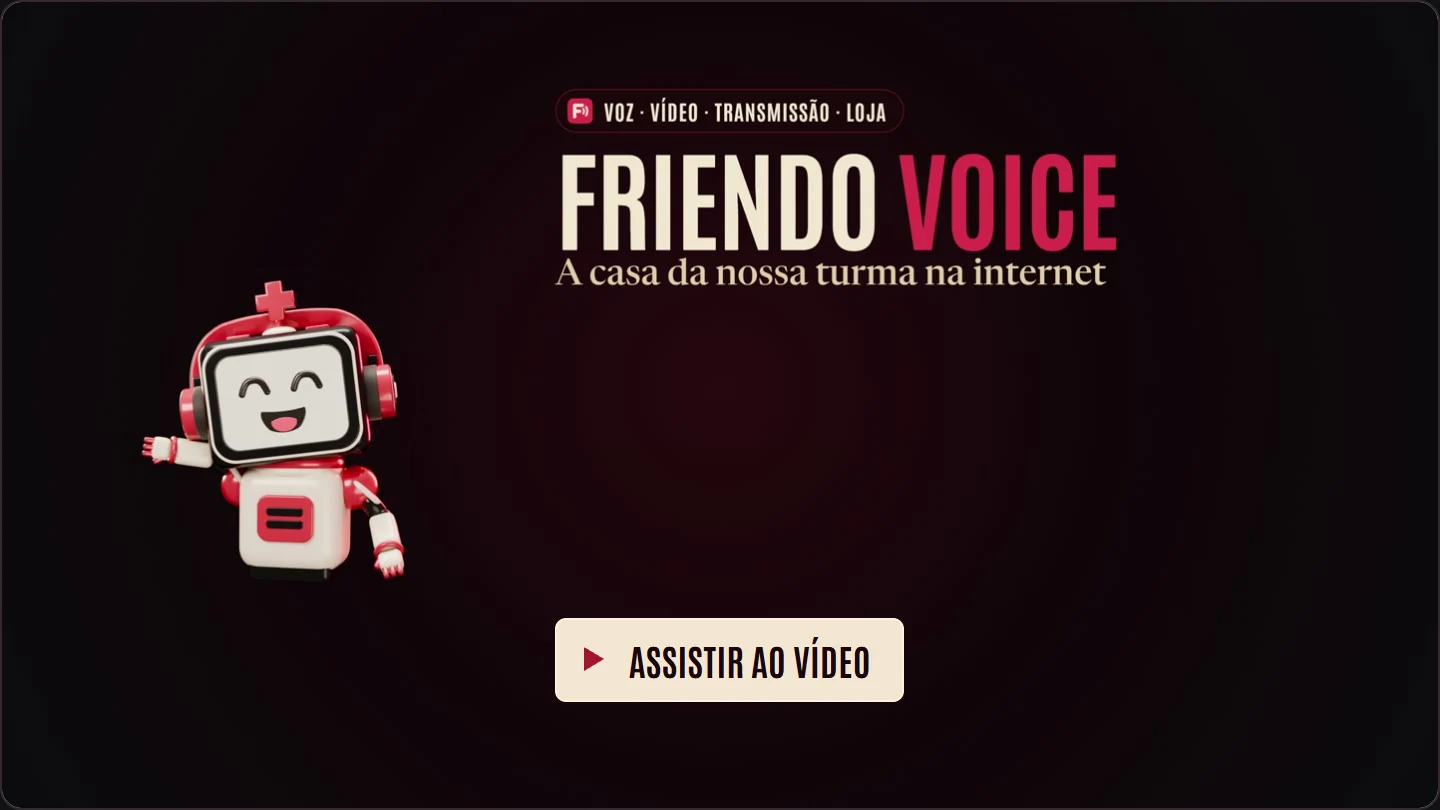 VOZ · VÍDEO · TRANSMISSÃO · LOJA
FRIENDO VOICE
A casa da nossa turma na internet
ASSISTIR AO VÍDEO